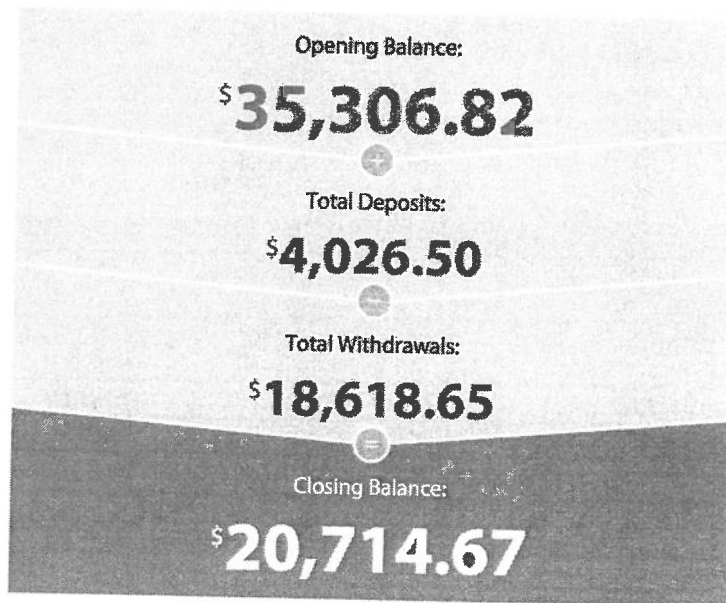 Opening Balance:
$35,306.82
+
Total Deposits:
$4,026.50
−
Total Withdrawals:
$18,618.65
=
Closing Balance:
$20,714.67